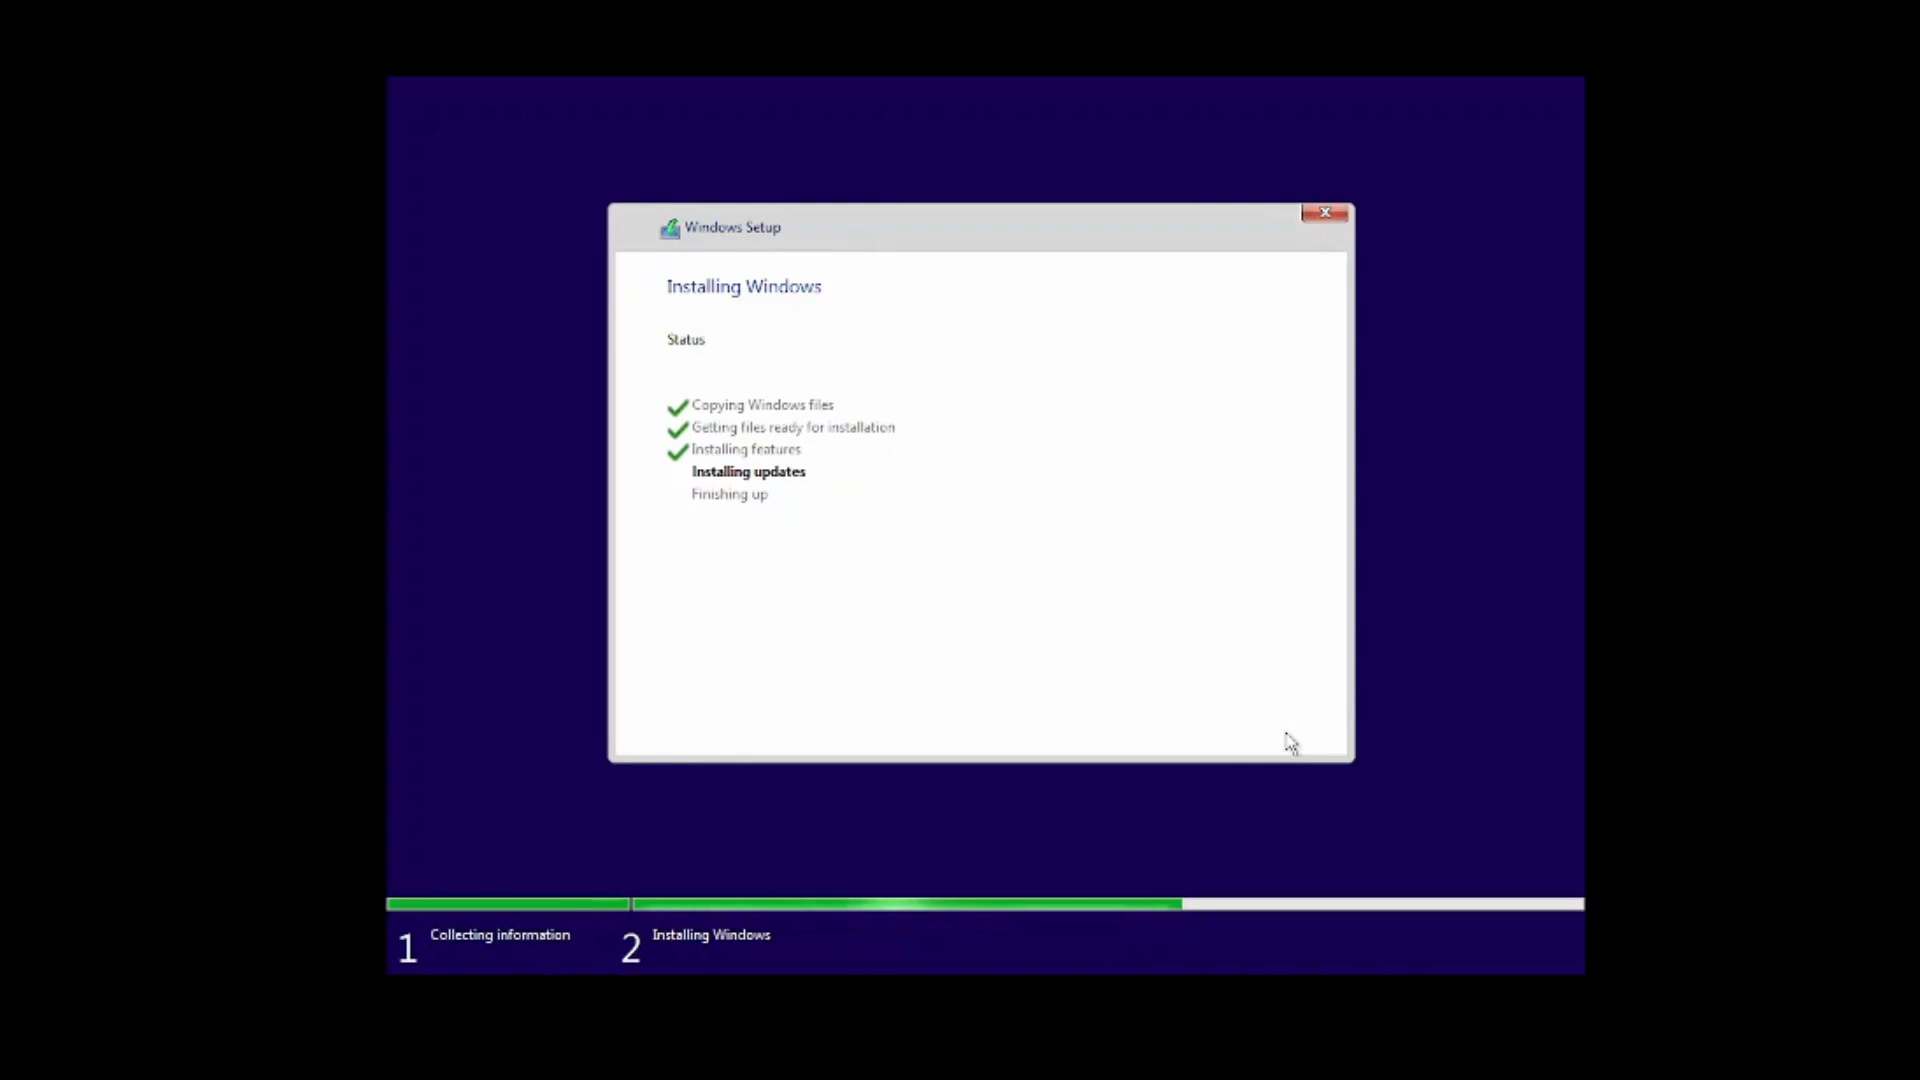 Windows Setup
Installing Windows
Status
Copying Windows files
Getting files ready for installation
Installing features
Installing updates
Finishing up
1 Collecting information
2 Installing Windows